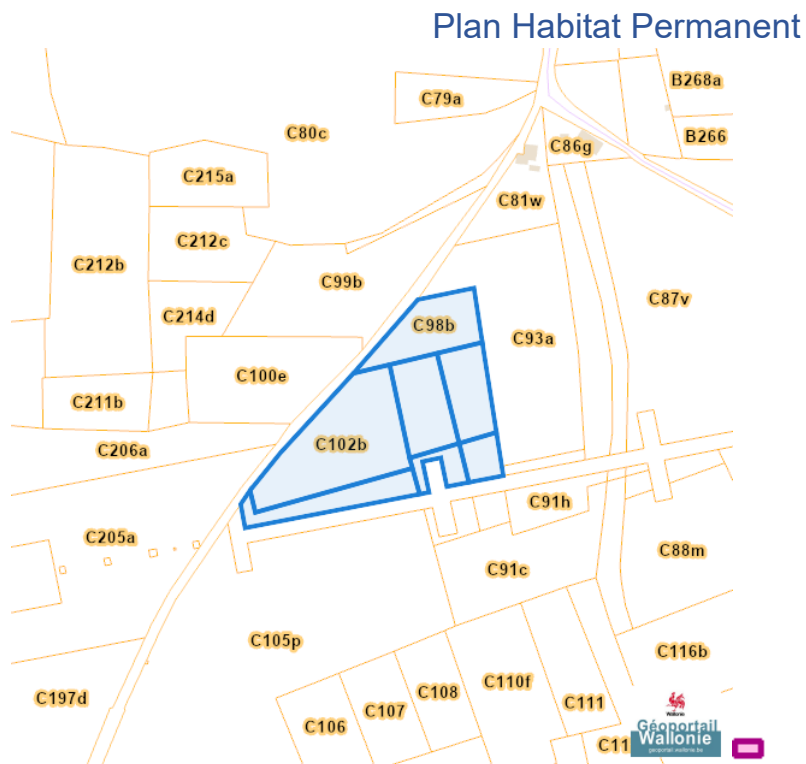 Plan Habitat Permanent
B268a
C79a
C80c
B266
C86g
C215a
C81w
C212c
C212b
C99b
C87v
C214d
C98b
C93a
C100e
C211b
C102b
C206a
C91h
C205a
C88m
C91c
C105p
C116b
C110f
C108
C197d
C111
C107
C106
C11
Wallonie
Géoportail
Wallonie
geoportail.wallonie.be